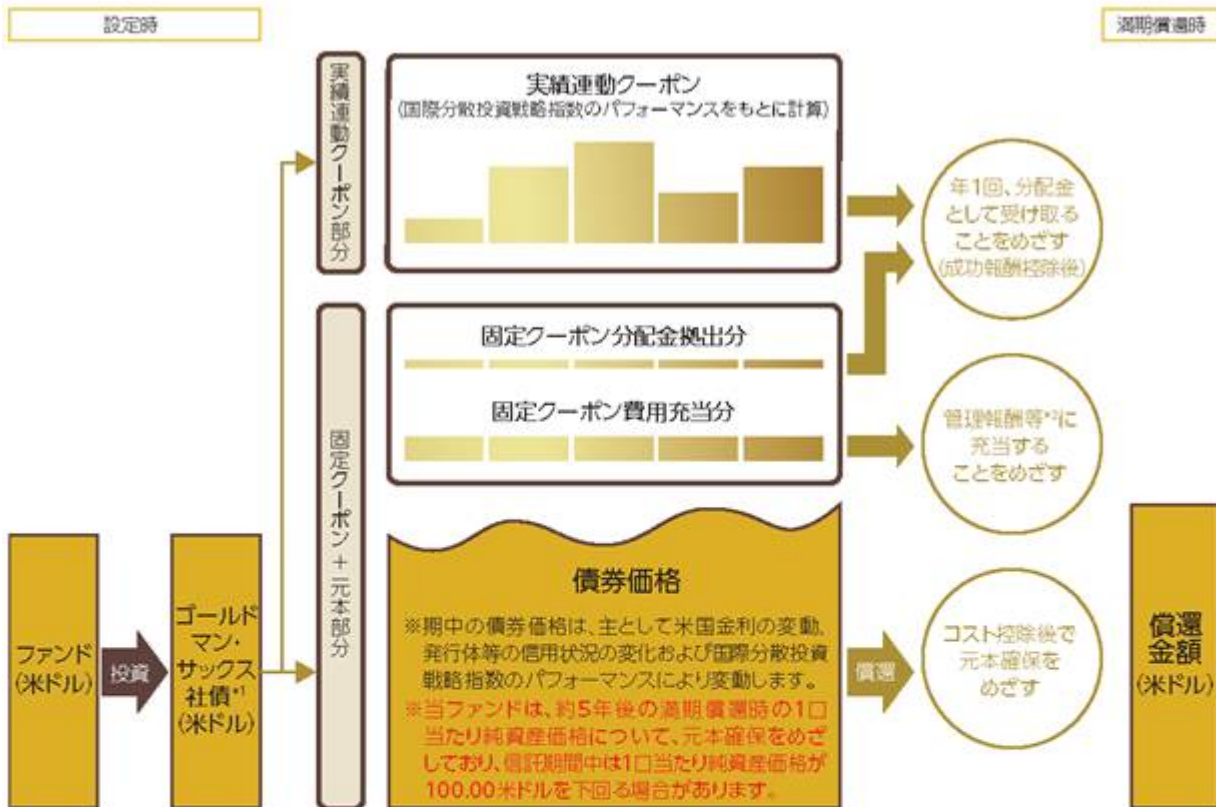 設定時
満期償還時
実績連動クーポン部分
実績連動クーポン
(国際分散投資戦略指数のパフォーマンスをもとに計算)
年1回、分配金
として受け取る
ことをめざす
(成功報酬控除後)
固定クーポン+元本部分
固定クーポン分配金拠出分
固定クーポン費用充当分
管理報酬等*2に
充当する
ことをめざす
ファンド
(米ドル)
投資
ゴールド
マン・
サックス
社債*1
(米ドル)
債券価格
※期中の債券価格は、主として米国金利の変動、
発行体等の信用状況の変化および国際分散投資
戦略指数のパフォーマンスにより変動します。
※当ファンドは、約5年後の満期償還時の1口
当たり純資産価格について、元本確保をめざ
しており、信託期間中は1口当たり純資産価格が
100.00米ドルを下回る場合があります。
償還
コスト控除後で
元本確保を
めざす
償還
金額
(米ドル)